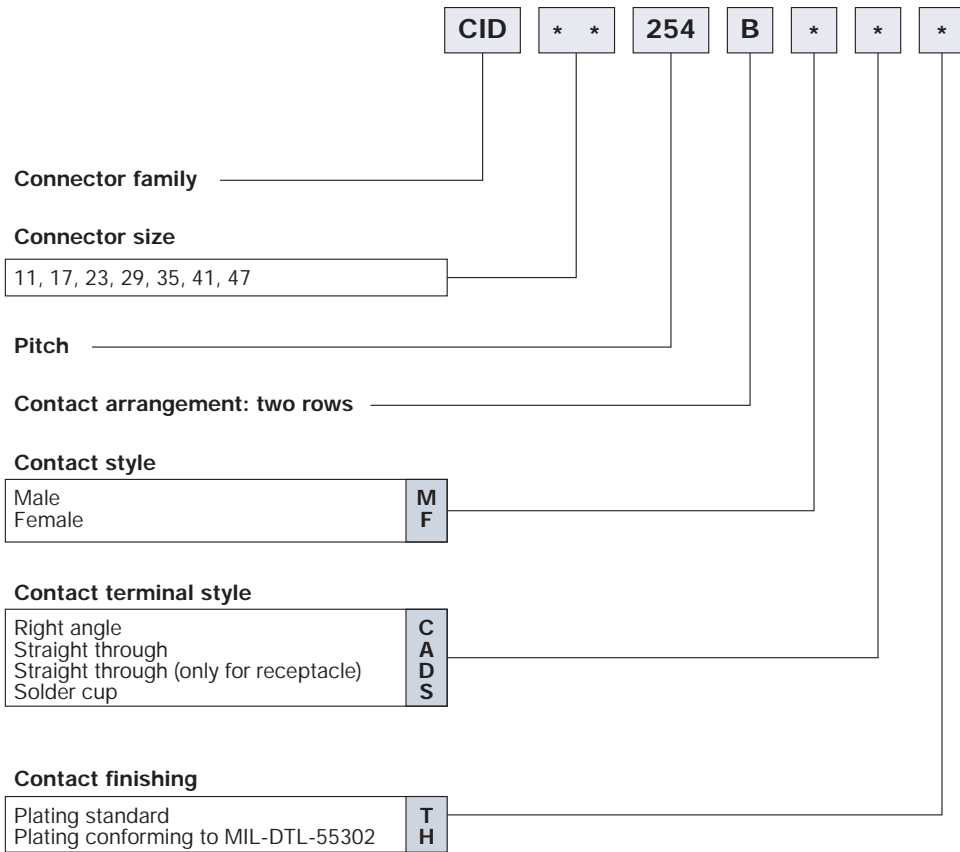 CID * * 254 B * * *
Connector family
Connector size
11, 17, 23, 29, 35, 41, 47
Pitch
Contact arrangement: two rows
Contact style
Male M
Female F
Contact terminal style
Right angle C
Straight through A
Straight through (only for receptacle) D
Solder cup S
Contact finishing
Plating standard T
Plating conforming to MIL-DTL-55302 H